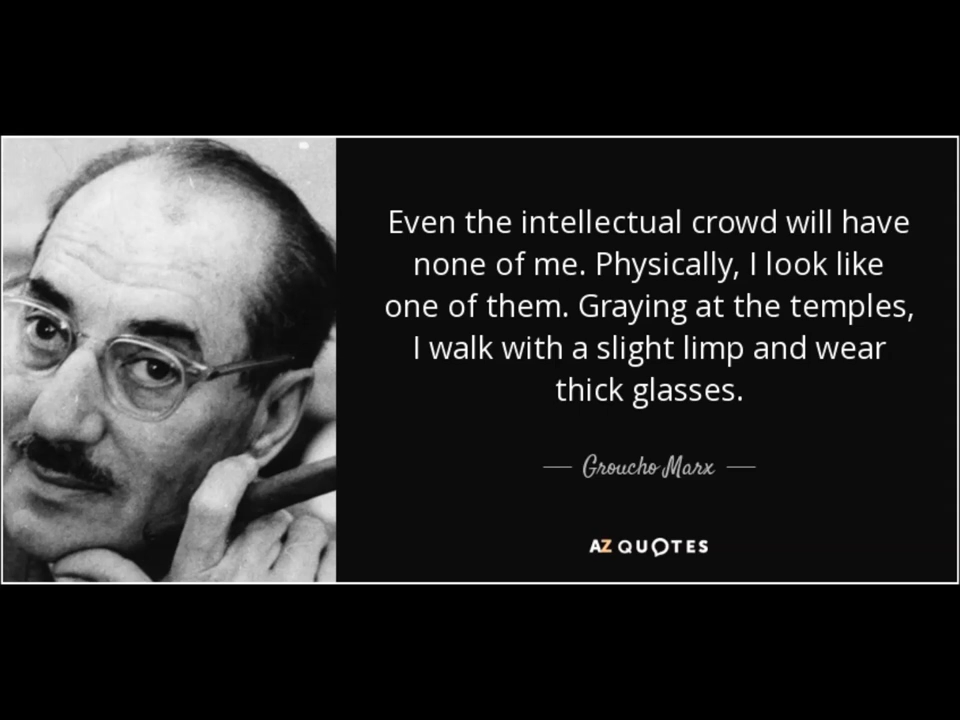 Even the intellectual crowd will have
none of me. Physically, I look like
one of them. Graying at the temples,
I walk with a slight limp and wear
thick glasses.
Groucho Marx
AZ QUOTES